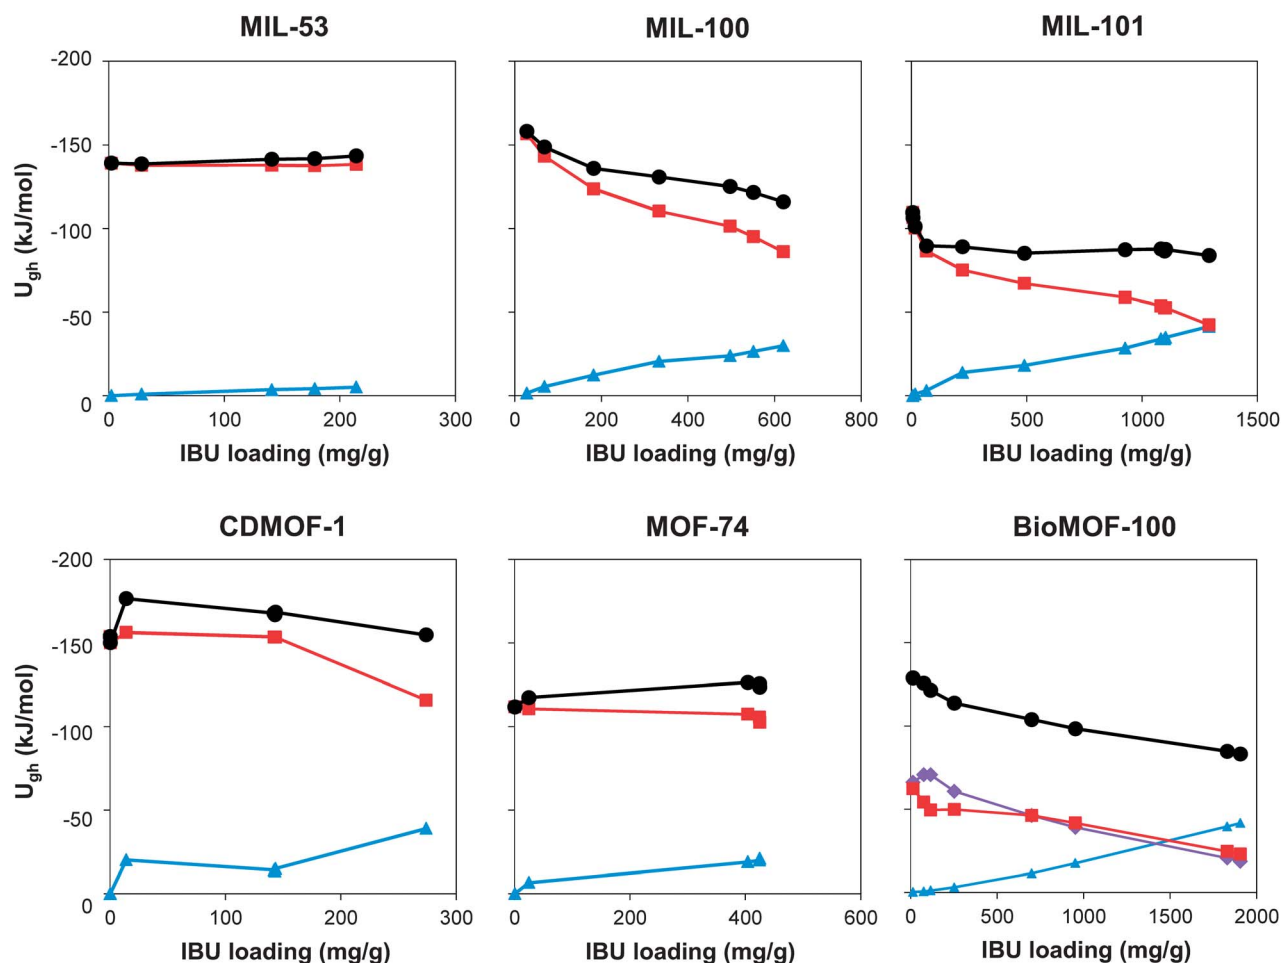 MIL-53 MIL-100 MIL-101
-200
-150
-100
-50
0
U_gh (kJ/mol)
0 100 200 300 0 200 400 600 800 0 500 1000 1500
IBU loading (mg/g) IBU loading (mg/g) IBU loading (mg/g)
CDMOF-1 MOF-74 BioMOF-100
-200
-150
-100
-50
0
U_gh (kJ/mol)
0 100 200 300 0 200 400 600 0 500 1000 1500 2000
IBU loading (mg/g) IBU loading (mg/g) IBU loading (mg/g)